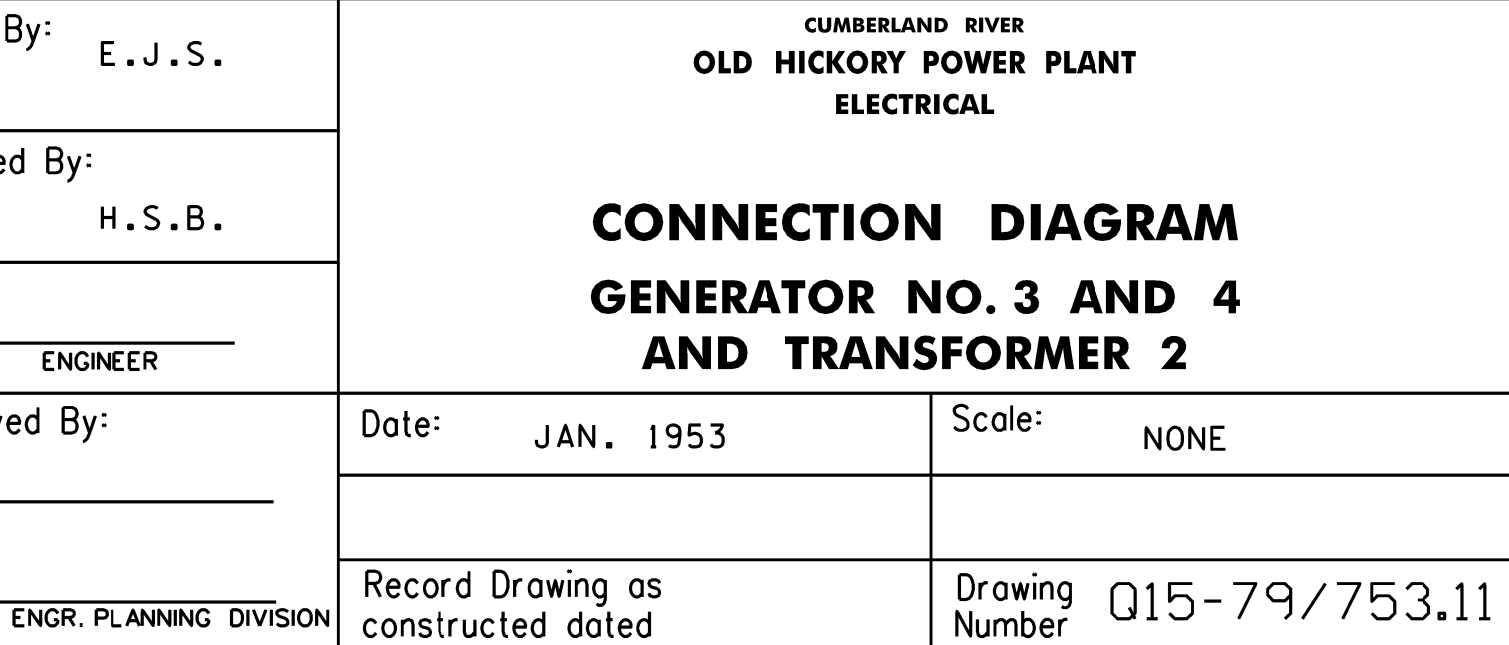 By:
E.J.S.
ed By:
H.S.B.
ENGINEER
ved By:
ENGR. PLANNING DIVISION
CUMBERLAND RIVER
OLD HICKORY POWER PLANT
ELECTRICAL
CONNECTION DIAGRAM
GENERATOR NO. 3 AND 4
AND TRANSFORMER 2
Date: JAN. 1953
Scale: NONE
Record Drawing as
constructed dated
Drawing
Number
Q15-79/753.11